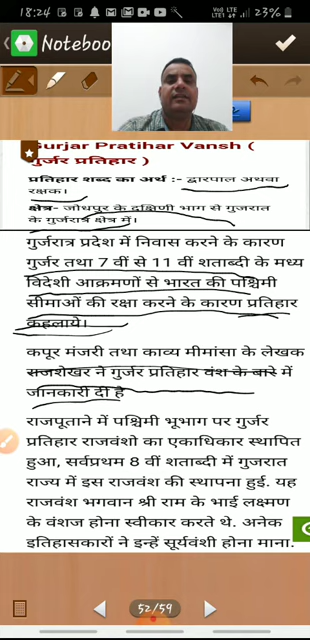 18:24
Vo)) LTE
LTE1
23%
Noteboo
Gurjar Pratihar Vansh (
गुर्जर प्रतिहार )
प्रतिहार शब्द का अर्थ :- द्वारपाल अथवा
रक्षक।
क्षेत्र- जोधपुर के दक्षिणी भाग से गुजरात
के गुर्जरात्र क्षेत्र में।
गुर्जरात्र प्रदेश में निवास करने के कारण
गुर्जर तथा 7 वीं से 11 वीं शताब्दी के मध्य
विदेशी आक्रमणों से भारत की पश्चिमी
सीमाओं की रक्षा करने के कारण प्रतिहार
कहलाये।
कपूर मंजरी तथा काव्य मीमांसा के लेखक
राजशेखर ने गुर्जर प्रतिहार वंश के बारे में
जानकारी दी है
राजपूताने में पश्चिमी भूभाग पर गुर्जर
प्रतिहार राजवंशो का एकाधिकार स्थापित
हुआ, सर्वप्रथम 8 वीं शताब्दी में गुजरात
राज्य में इस राजवंश की स्थापना हुई. यह
राजवंश भगवान श्री राम के भाई लक्ष्मण
के वंशज होना स्वीकार करते थे. अनेक
इतिहासकारों ने इन्हें सूर्यवंशी होना माना.
52/59